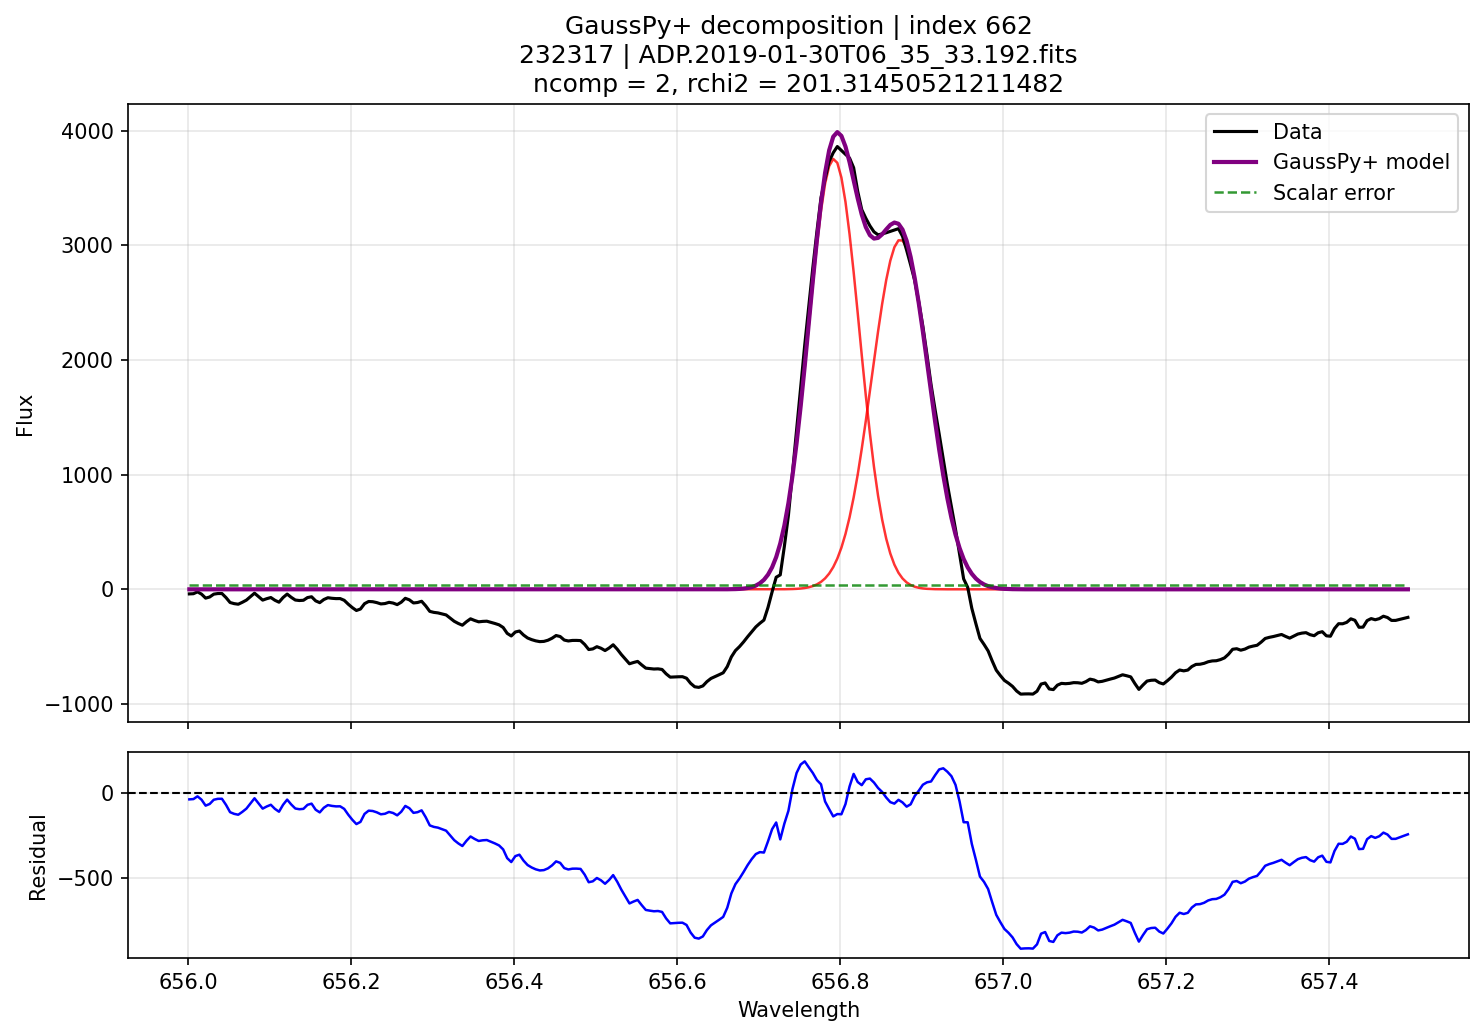 GaussPy+ decomposition | index 662
232317 | ADP.2019-01-30T06_35_33.192.fits
ncomp = 2, rchi2 = 201.31450521211482
Data
GaussPy+ model
Scalar error
4000
3000
2000
1000
0
−1000
Flux
0
−500
Residual
656.0 656.2 656.4 656.6 656.8 657.0 657.2 657.4
Wavelength